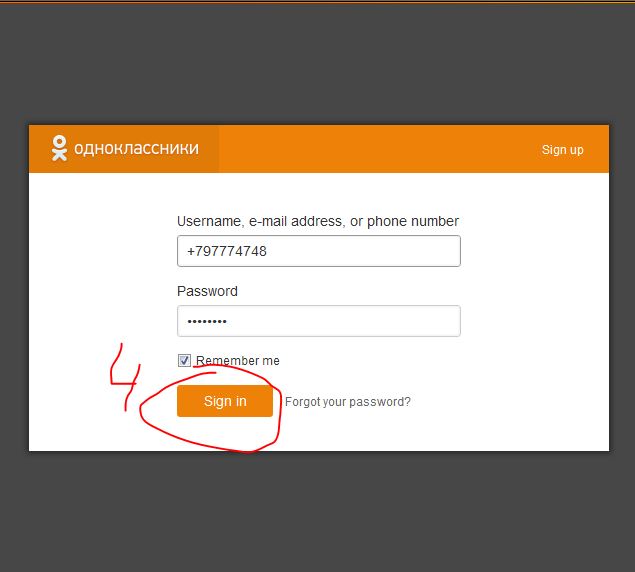 одноклассники
Sign up
Username, e-mail address, or phone number
+797774748
Password
••••••••
Remember me
4
Sign in
Forgot your password?